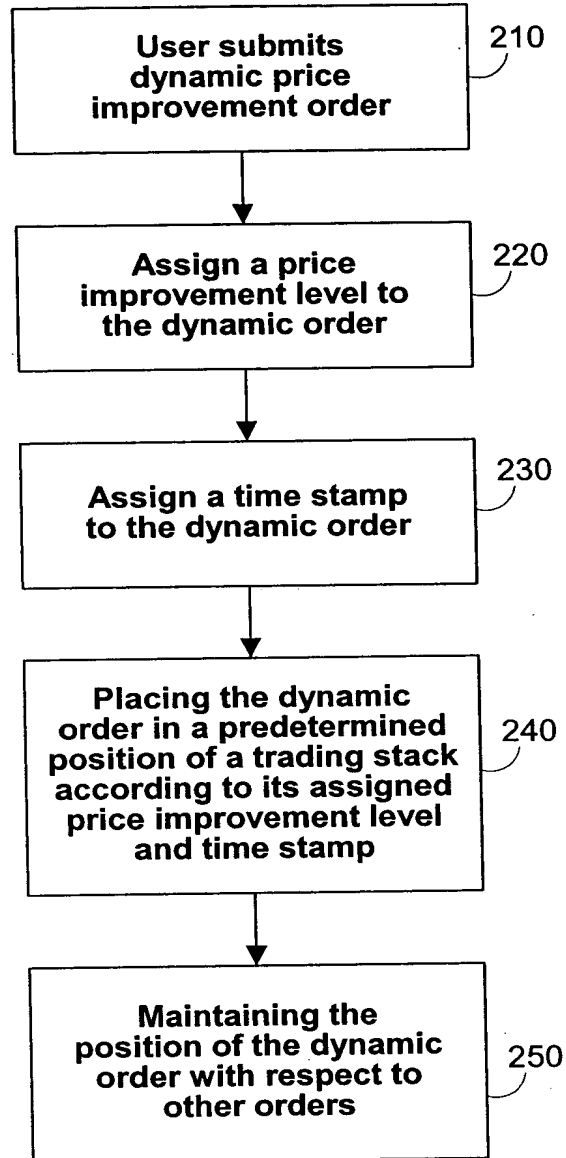 User submits
dynamic price
improvement order
210
Assign a price
improvement level to
the dynamic order
220
Assign a time stamp
to the dynamic order
230
Placing the dynamic
order in a predetermined
position of a trading stack
according to its assigned
price improvement level
and time stamp
240
Maintaining the
position of the dynamic
order with respect to
other orders
250